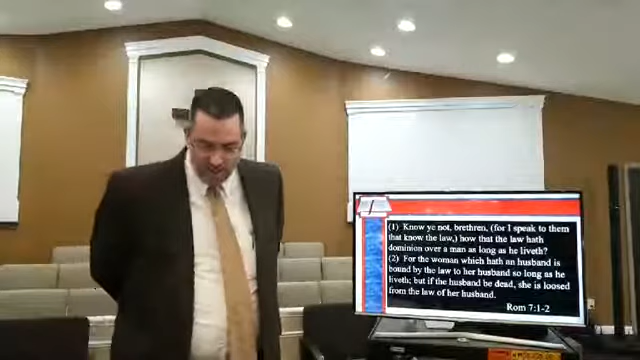 (1) Know ye not, brethren, (for I speak to them
that know the law,) how that the law hath
dominion over a man as long as he liveth?
(2) For the woman which hath an husband is
bound by the law to her husband so long as he
liveth; but if the husband be dead, she is loosed
from the law of her husband.
Rom 7:1-2